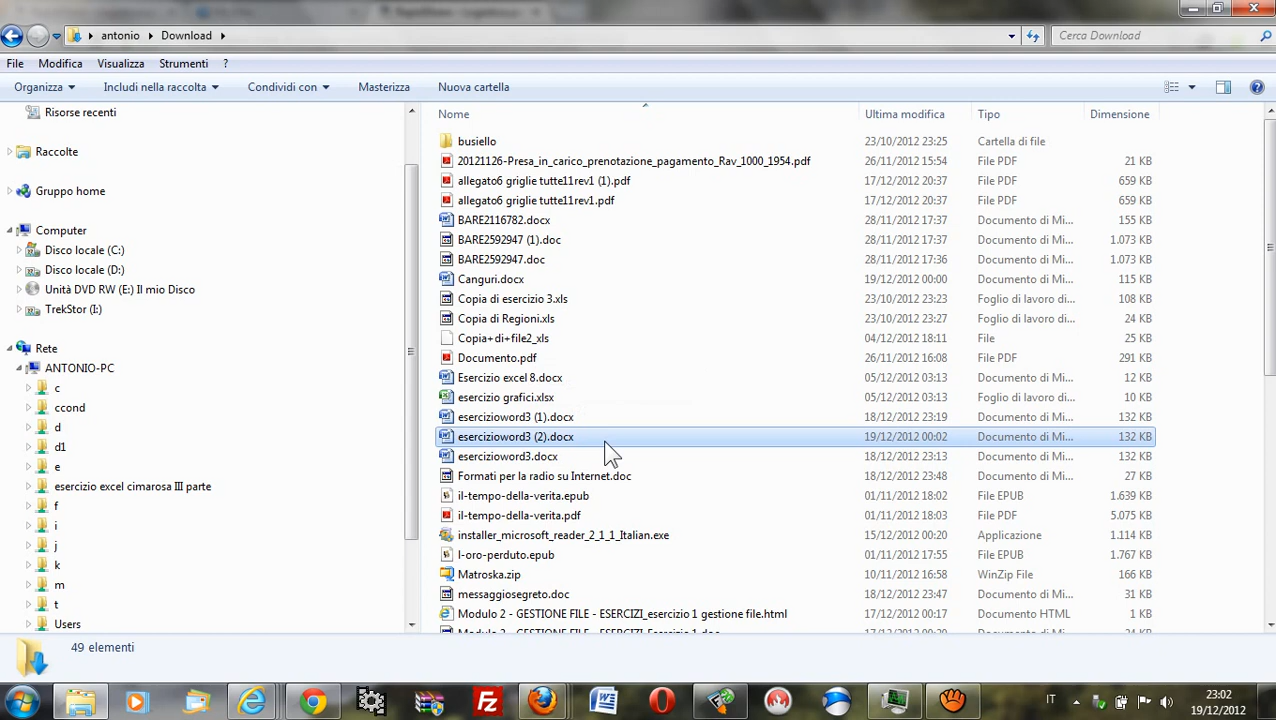 antonio Download Cerca Download
File Modifica Visualizza Strumenti ?
Organizza Includi nella raccolta Condividi con Masterizza Nuova cartella
Risorse recenti
Raccolte
Gruppo home
Computer
Disco locale (C:)
Disco locale (D:)
Unità DVD RW (E:) Il mio Disco
TrekStor (I:)
Rete
ANTONIO-PC
c
ccond
d
d1
e
esercizio excel cimarosa III parte
f
i
j
k
m
t
Users
Nome Ultima modifica Tipo Dimensione
busiello 23/10/2012 23:25 Cartella di file
20121126-Presa_in_carico_prenotazione_pagamento_Rav_1000_1954.pdf 26/11/2012 15:54 File PDF 21 KB
allegato6 griglie tutte11rev1 (1).pdf 17/12/2012 20:37 File PDF 659 KB
allegato6 griglie tutte11rev1.pdf 17/12/2012 20:37 File PDF 659 KB
BARE2116782.docx 28/11/2012 17:37 Documento di Mi... 155 KB
BARE2592947 (1).doc 28/11/2012 17:37 Documento di Mi... 1.073 KB
BARE2592947.doc 28/11/2012 17:36 Documento di Mi... 1.073 KB
Canguri.docx 19/12/2012 00:00 Documento di Mi... 115 KB
Copia di esercizio 3.xls 23/10/2012 23:23 Foglio di lavoro di... 108 KB
Copia di Regioni.xls 23/10/2012 23:27 Foglio di lavoro di... 24 KB
Copia+di+file2_xls 04/12/2012 18:11 File 25 KB
Documento.pdf 26/11/2012 16:08 File PDF 291 KB
Esercizio excel 8.docx 05/12/2012 03:13 Documento di Mi... 12 KB
esercizio grafici.xlsx 05/12/2012 03:13 Foglio di lavoro di... 10 KB
esercizioword3 (1).docx 18/12/2012 23:19 Documento di Mi... 132 KB
esercizioword3 (2).docx 19/12/2012 00:02 Documento di Mi... 132 KB
esercizioword3.docx 18/12/2012 23:13 Documento di Mi... 132 KB
Formati per la radio su Internet.doc 18/12/2012 23:48 Documento di Mi... 27 KB
il-tempo-della-verita.epub 01/11/2012 18:02 File EPUB 1.639 KB
il-tempo-della-verita.pdf 01/11/2012 18:03 File PDF 5.075 KB
installer_microsoft_reader_2_1_1_Italian.exe 15/12/2012 00:20 Applicazione 1.114 KB
l-oro-perduto.epub 01/11/2012 17:55 File EPUB 1.767 KB
Matroska.zip 10/11/2012 16:58 WinZip File 166 KB
messaggiosegreto.doc 18/12/2012 23:47 Documento di Mi... 31 KB
Modulo 2 - GESTIONE FILE - ESERCIZI_esercizio 1 gestione file.html 17/12/2012 00:17 Documento HTML 1 KB
49 elementi
IT 23:02
19/12/2012